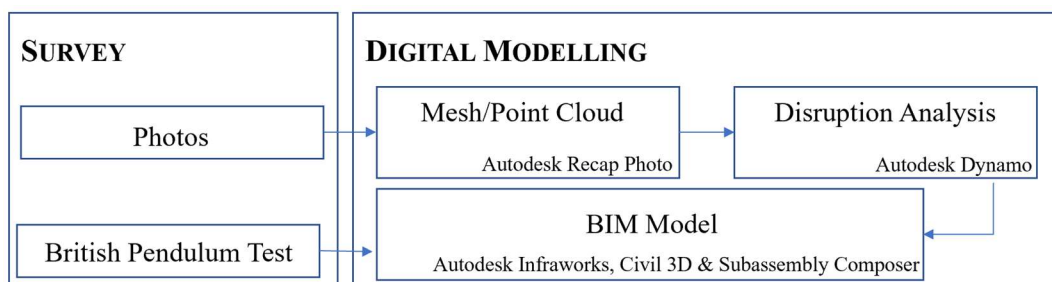 SURVEY
DIGITAL MODELLING
Photos
Mesh/Point Cloud
Autodesk Recap Photo
Disruption Analysis
Autodesk Dynamo
British Pendulum Test
BIM Model
Autodesk Infraworks, Civil 3D & Subassembly Composer